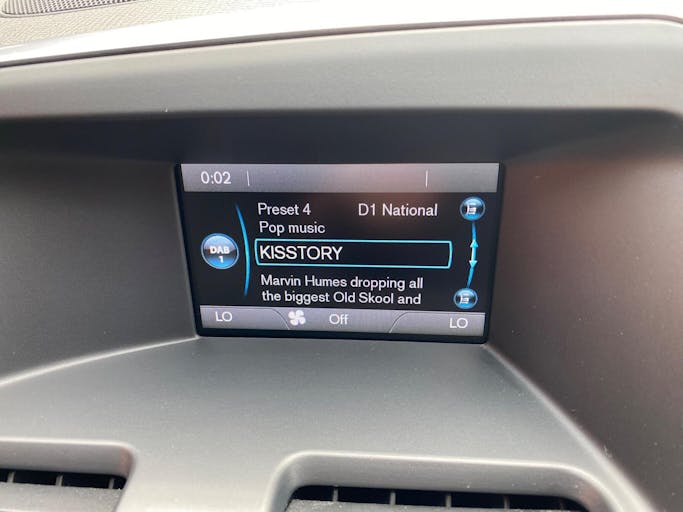 0:02
Preset 4 D1 National
Pop music
DAB
1
KISSTORY
Marvin Humes dropping all
the biggest Old Skool and
LO Off LO